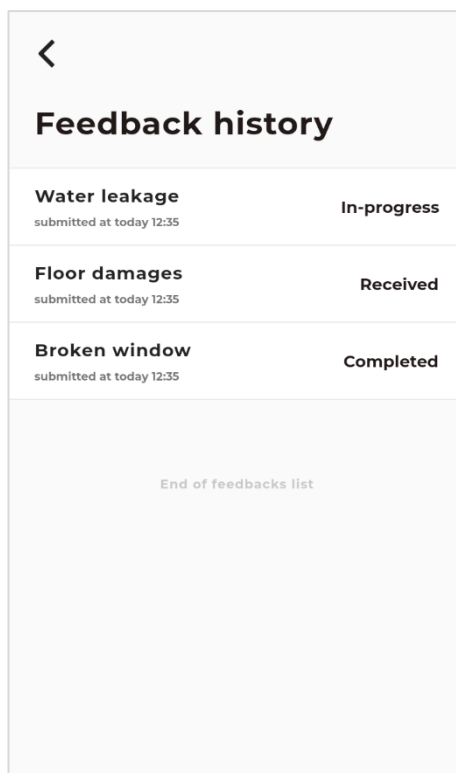 Feedback history
Water leakage
submitted at today 12:35
In-progress
Floor damages
submitted at today 12:35
Received
Broken window
submitted at today 12:35
Completed
End of feedbacks list